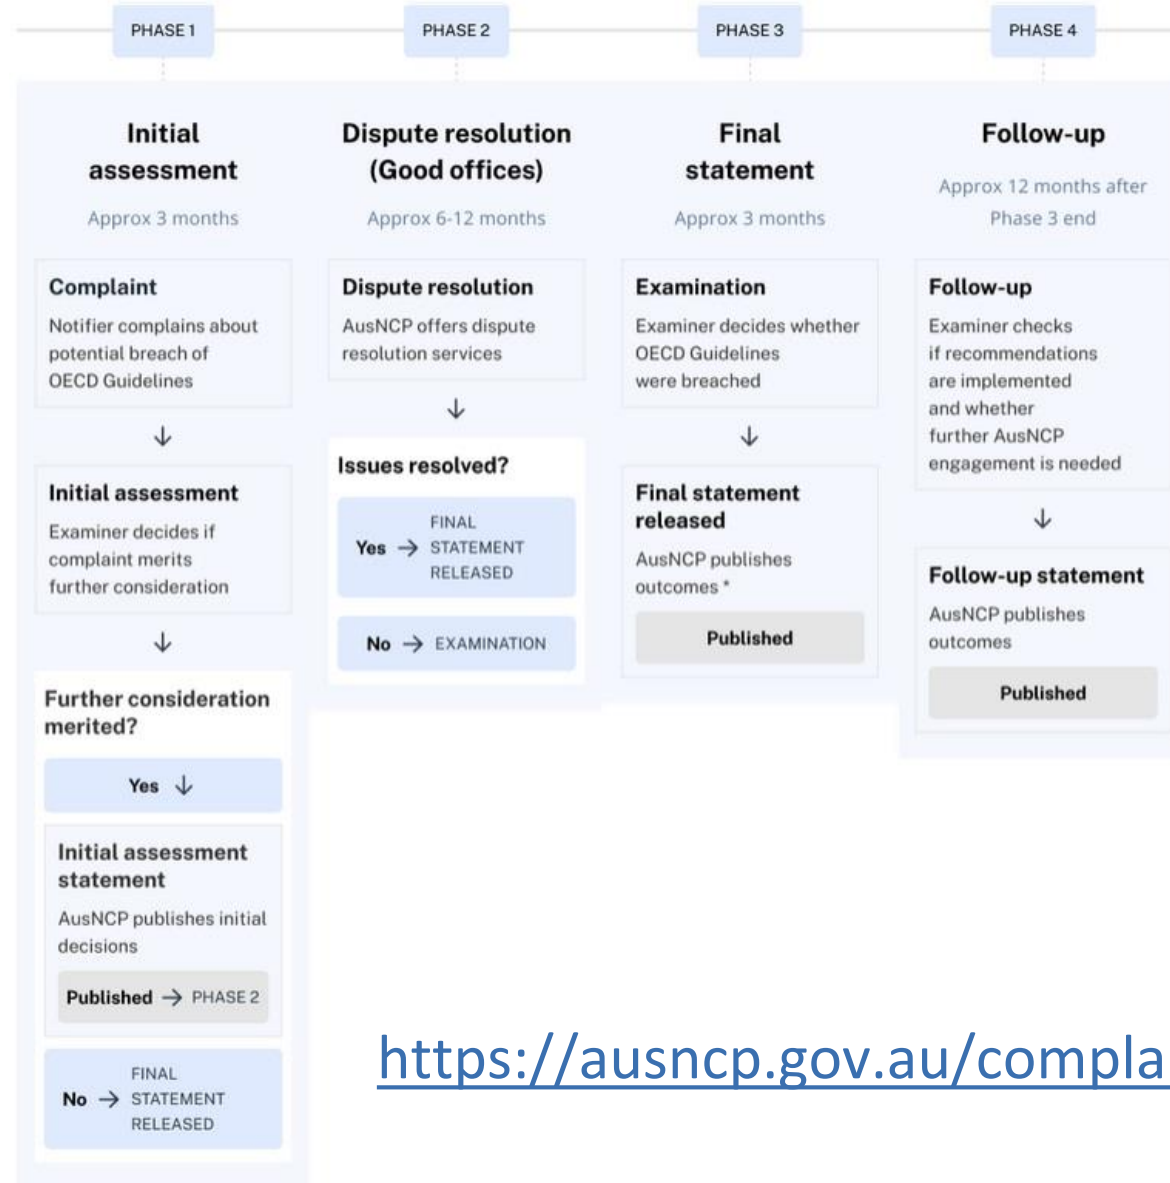 PHASE 1
Initial
assessment
Approx 3 months
Complaint
Notifier complains about
potential breach of
OECD Guidelines
↓
Initial assessment
Examiner decides if
complaint merits
further consideration
↓
Further consideration
merited?
Yes ↓
Initial assessment
statement
AusNCP publishes initial
decisions
Published → PHASE 2
No → FINAL
STATEMENT
RELEASED
PHASE 2
Dispute resolution
(Good offices)
Approx 6-12 months
Dispute resolution
AusNCP offers dispute
resolution services
↓
Issues resolved?
Yes → FINAL
STATEMENT
RELEASED
No → EXAMINATION
PHASE 3
Final
statement
Approx 3 months
Examination
Examiner decides whether
OECD Guidelines
were breached
↓
Final statement
released
AusNCP publishes
outcomes *
Published
PHASE 4
Follow-up
Approx 12 months after
Phase 3 end
Follow-up
Examiner checks
if recommendations
are implemented
and whether
further AusNCP
engagement is needed
↓
Follow-up statement
AusNCP publishes
outcomes
Published
https://ausncp.gov.au/compla